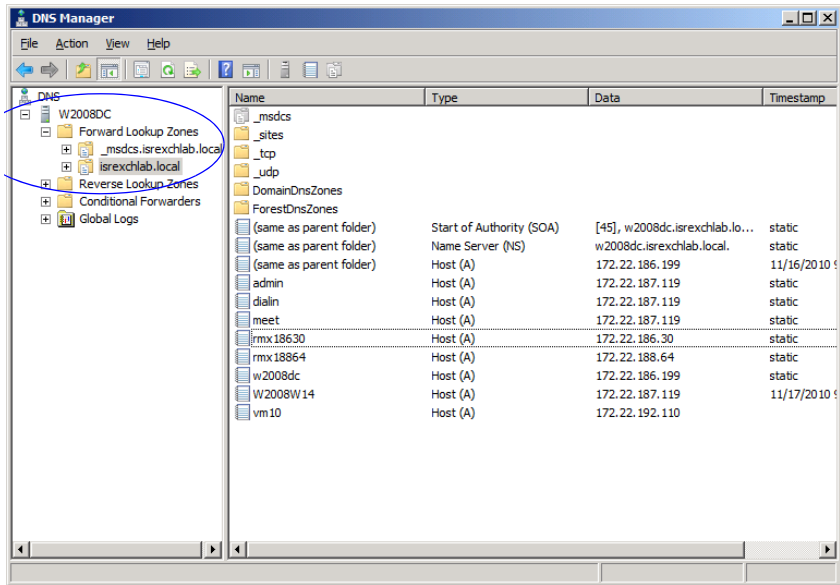 DNS Manager
File Action View Help
DNS
W2008DC
Forward Lookup Zones
_msdcs.isrexchlab.local
isrexchlab.local
Reverse Lookup Zones
Conditional Forwarders
Global Logs
Name Type Data Timestamp
_msdcs
_sites
_tcp
_udp
DomainDnsZones
ForestDnsZones
(same as parent folder) Start of Authority (SOA) [45], w2008dc.isrexchlab.lo... static
(same as parent folder) Name Server (NS) w2008dc.isrexchlab.local. static
(same as parent folder) Host (A) 172.22.186.199 11/16/2010 9
admin Host (A) 172.22.187.119 static
dialin Host (A) 172.22.187.119 static
meet Host (A) 172.22.187.119 static
rmx18630 Host (A) 172.22.186.30 static
rmx18864 Host (A) 172.22.188.64 static
w2008dc Host (A) 172.22.186.199 static
W2008W14 Host (A) 172.22.187.119 11/17/2010 9
vm10 Host (A) 172.22.192.110 static